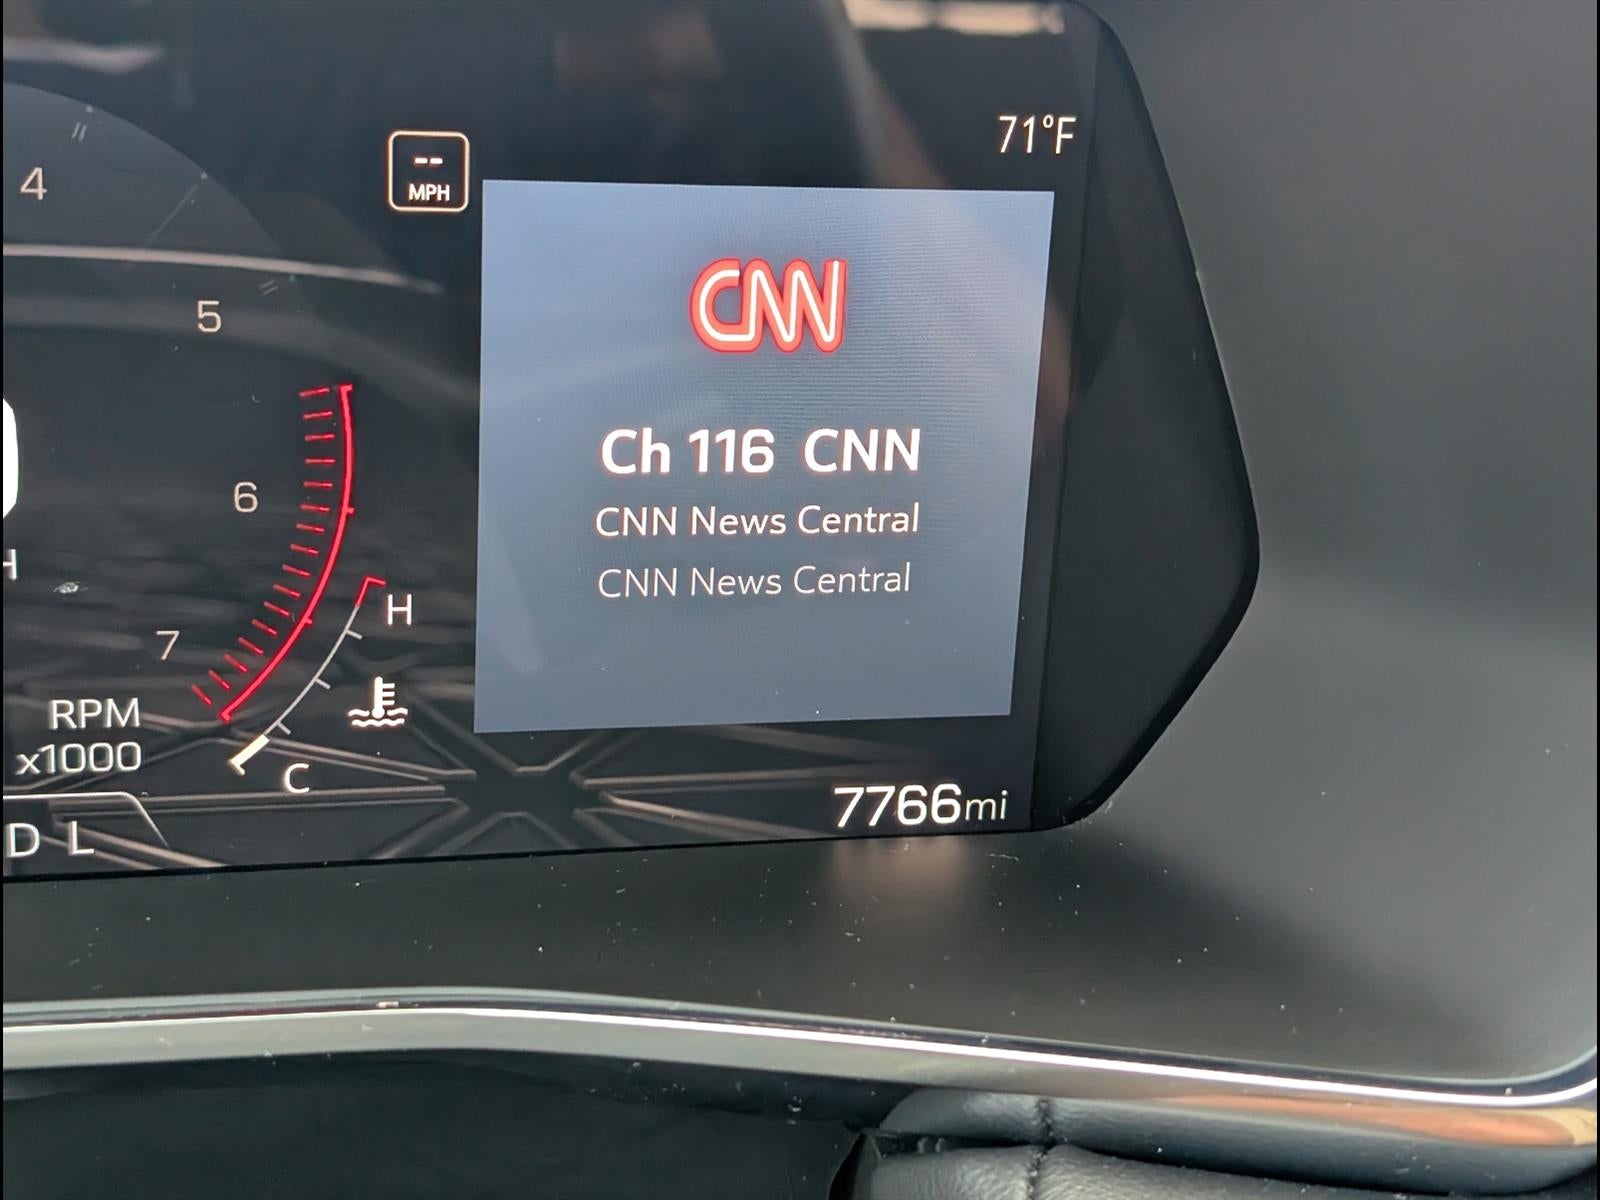 71°F
--
MPH
4
5
6
7
H
C
RPM
x1000
D L
CNN
Ch 116 CNN
CNN News Central
CNN News Central
7766mi